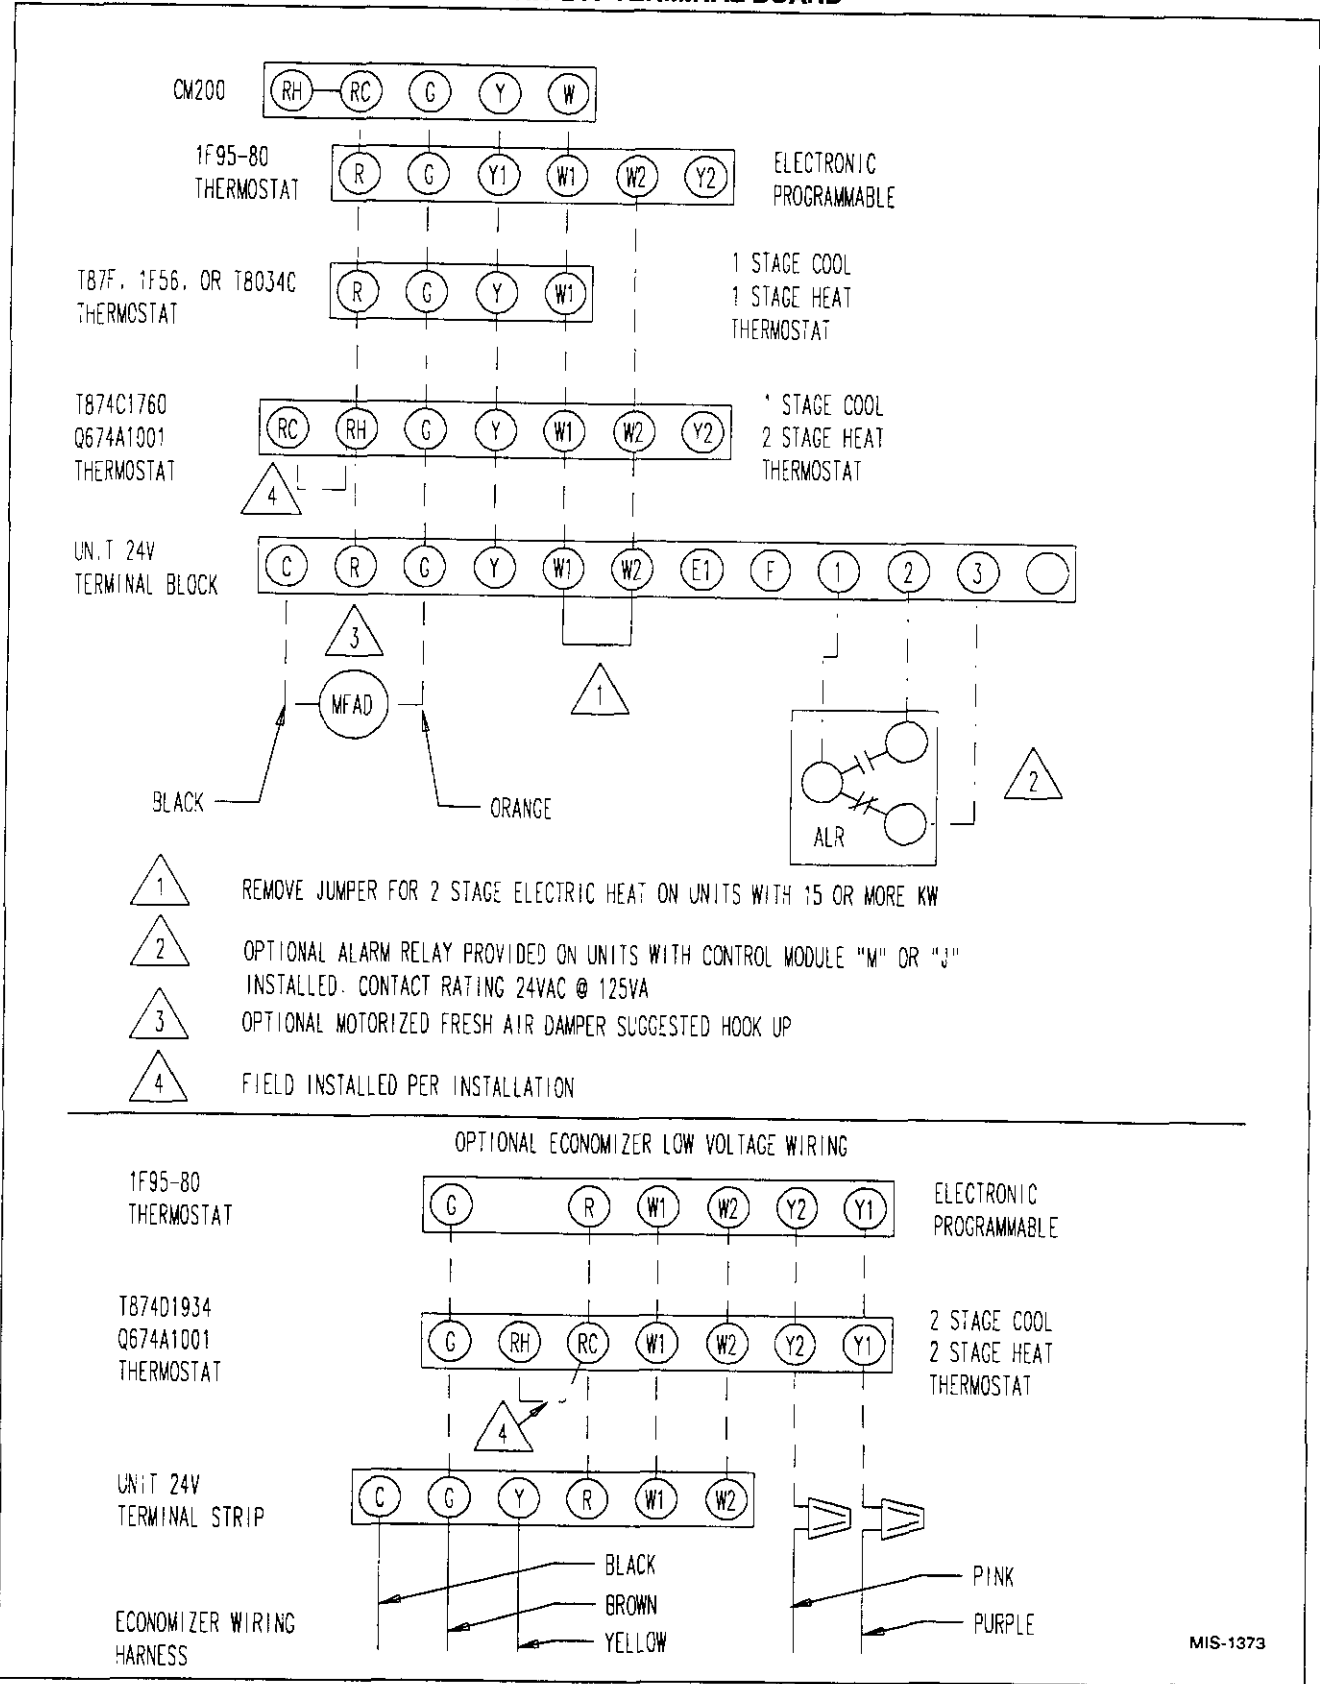 TERMINAL BOARD
CM200 RH RC G Y W
1F95-80
THERMOSTAT
R G Y1 W1 W2 Y2
ELECTRONIC
PROGRAMMABLE
T87F, 1F56, OR T8034C
THERMOSTAT
R G Y W1
1 STAGE COOL
1 STAGE HEAT
THERMOSTAT
T874C1760
Q674A1001
THERMOSTAT
RC RH G Y W1 W2 Y2
STAGE COOL
2 STAGE HEAT
THERMOSTAT
4
UN.T 24V
TERMINAL BLOCK
C R G Y W1 W2 E1 F 1 2 3
3
1
MFAD
2
BLACK
ORANGE
ALR
1 REMOVE JUMPER FOR 2 STAGE ELECTRIC HEAT ON UNITS WITH 15 OR MORE KW
2 OPTIONAL ALARM RELAY PROVIDED ON UNITS WITH CONTROL MODULE "M" OR "J"
INSTALLED. CONTACT RATING 24VAC @ 125VA
3 OPTIONAL MOTORIZED FRESH AIR DAMPER SUGGESTED HOOK UP
4 FIELD INSTALLED PER INSTALLATION
OPTIONAL ECONOMIZER LOW VOLTAGE WIRING
1F95-80
THERMOSTAT
G R W1 W2 Y2 Y1
ELECTRONIC
PROGRAMMABLE
T874D1934
Q674A1001
THERMOSTAT
G RH RC W1 W2 Y2 Y1
2 STAGE COOL
2 STAGE HEAT
THERMOSTAT
4
UNIT 24V
TERMINAL STRIP
C G Y R W1 W2
BLACK
BROWN
YELLOW
PINK
PURPLE
ECONOMIZER WIRING
HARNESS
MIS-1373